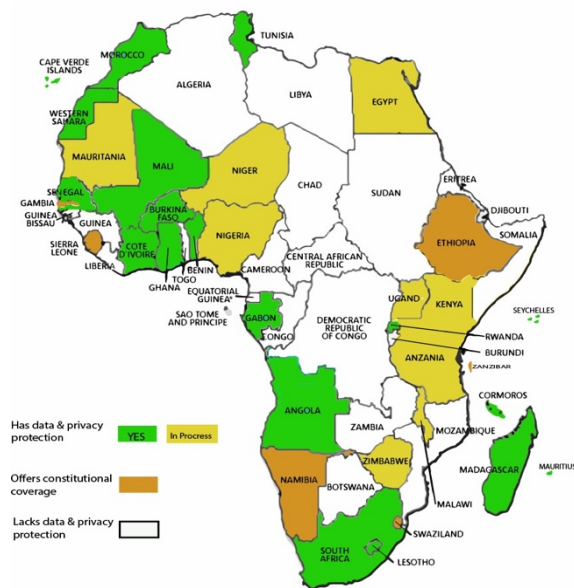 TUNISIA
MOROCCO
CAPE VERDE
ISLANDS
ALGERIA
LIBYA
EGYPT
WESTERN
SAHARA
MAURITANIA
MALI
NIGER
CHAD
SUDAN
ERITREA
SENEGAL
GAMBIA
GUINEA
BISSAU
GUINEA
BURKINA
FASO
NIGERIA
DJIBOUTI
SOMALIA
ETHIOPIA
SIERRA
LEONE
LIBERIA
COTE
D'IVOIRE
GHANA
TOGO
BENIN
CAMEROON
CENTRAL AFRICAN
REPUBLIC
EQUATORIAL
GUINEA*
SAO TOME
AND PRINCIPE
GABON
CONGO
DEMOCRATIC
REPUBLIC
OF CONGO
UGAND
KENYA
SEYCHELLES
RWANDA
BURUNDI
ANZANIA
ZANZIBAR
CORMOROS
ANGOLA
ZAMBIA
MOZAMBIQUE
ZIMBABWE
MALAWI
MADAGASCAR
MAURITIUS
NAMIBIA
BOTSWANA
SWAZILAND
LESOTHO
SOUTH
AFRICA
Has data & privacy
protection
YES
In Procress
Offers constitutional
coverage
Lacks data & privacy
protection